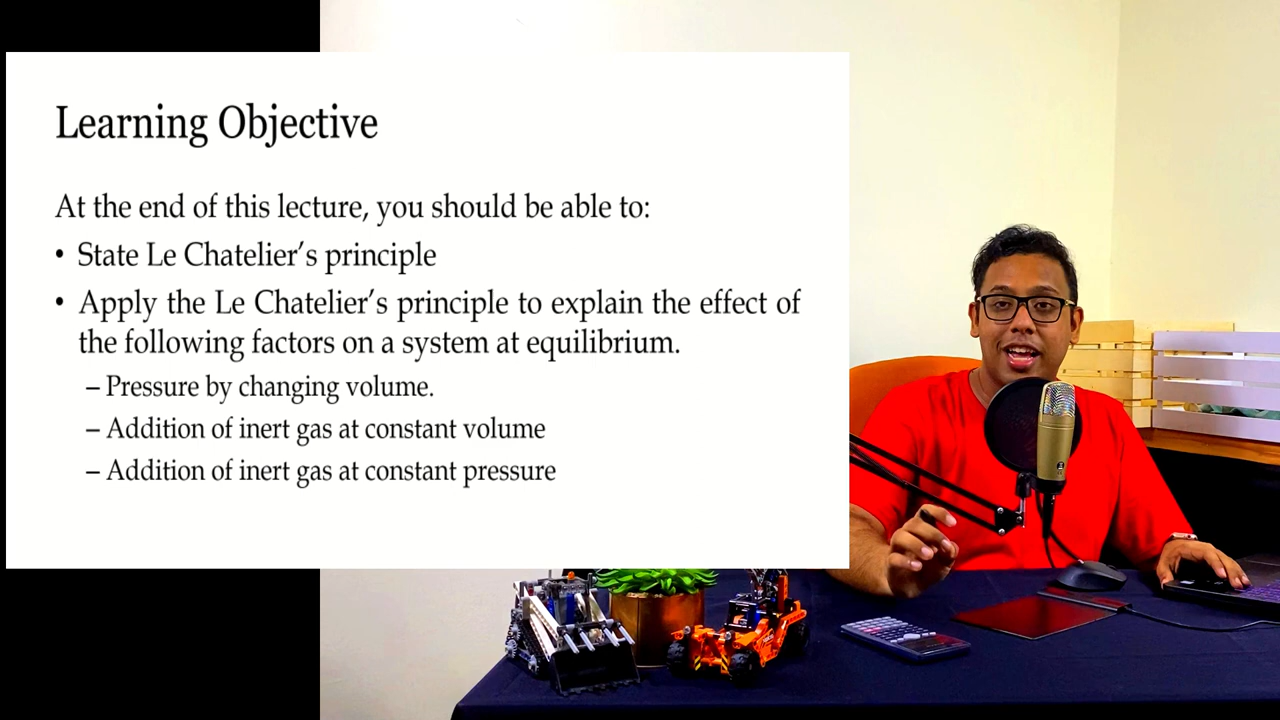 Learning Objective
At the end of this lecture, you should be able to:
• State Le Chatelier’s principle
• Apply the Le Chatelier’s principle to explain the effect of
the following factors on a system at equilibrium.
– Pressure by changing volume.
– Addition of inert gas at constant volume
– Addition of inert gas at constant pressure